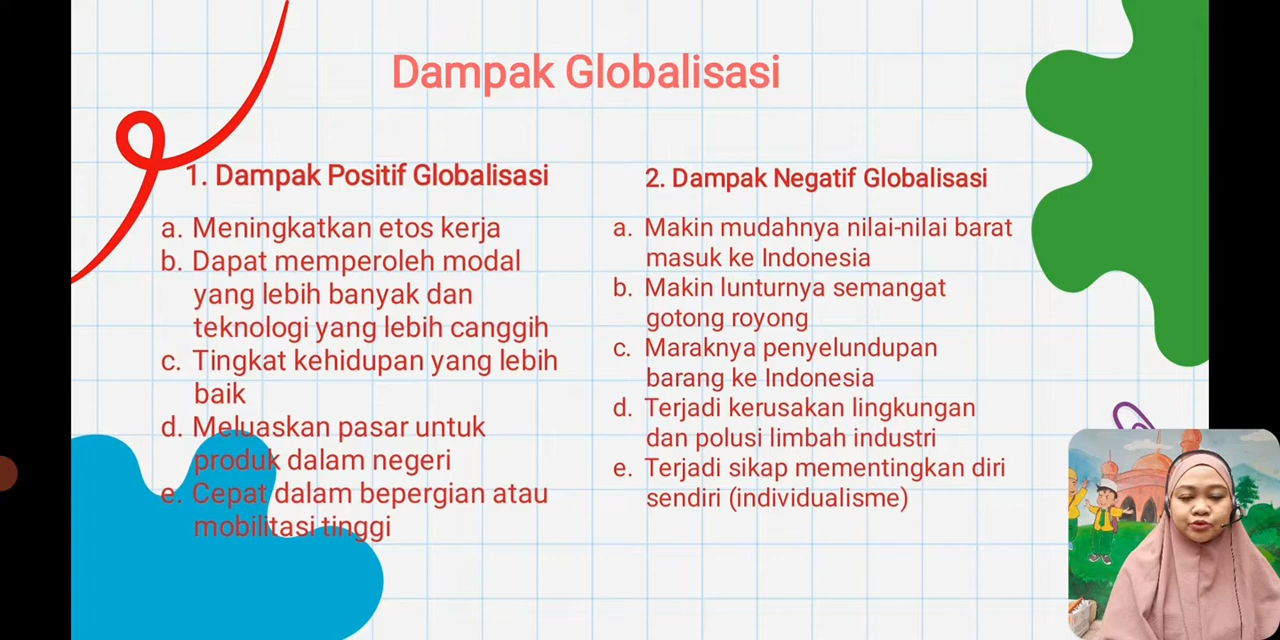 Dampak Globalisasi
1. Dampak Positif Globalisasi
a. Meningkatkan etos kerja
b. Dapat memperoleh modal
yang lebih banyak dan
teknologi yang lebih canggih
c. Tingkat kehidupan yang lebih
baik
d. Meluaskan pasar untuk
produk dalam negeri
e. Cepat dalam bepergian atau
mobilitasi tinggi
2. Dampak Negatif Globalisasi
a. Makin mudahnya nilai-nilai barat
masuk ke Indonesia
b. Makin lunturnya semangat
gotong royong
c. Maraknya penyelundupan
barang ke Indonesia
d. Terjadi kerusakan lingkungan
dan polusi limbah industri
e. Terjadi sikap mementingkan diri
sendiri (individualisme)